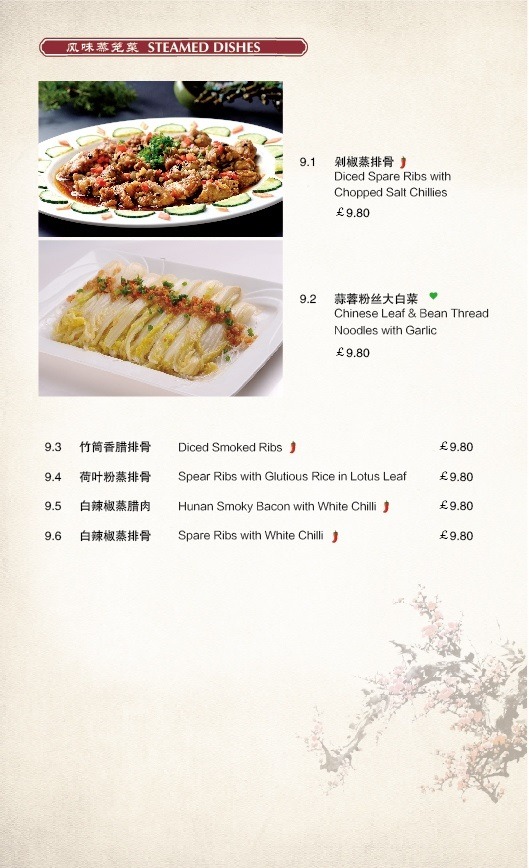 风味蒸笼菜 STEAMED DISHES
9.1 剁椒蒸排骨
Diced Spare Ribs with
Chopped Salt Chillies
￡9.80
9.2 蒜蓉粉丝大白菜
Chinese Leaf & Bean Thread
Noodles with Garlic
￡9.80
9.3 竹筒香腊排骨 Diced Smoked Ribs ￡9.80
9.4 荷叶粉蒸排骨 Spear Ribs with Glutious Rice in Lotus Leaf ￡9.80
9.5 白辣椒蒸腊肉 Hunan Smoky Bacon with White Chilli ￡9.80
9.6 白辣椒蒸排骨 Spare Ribs with White Chilli ￡9.80